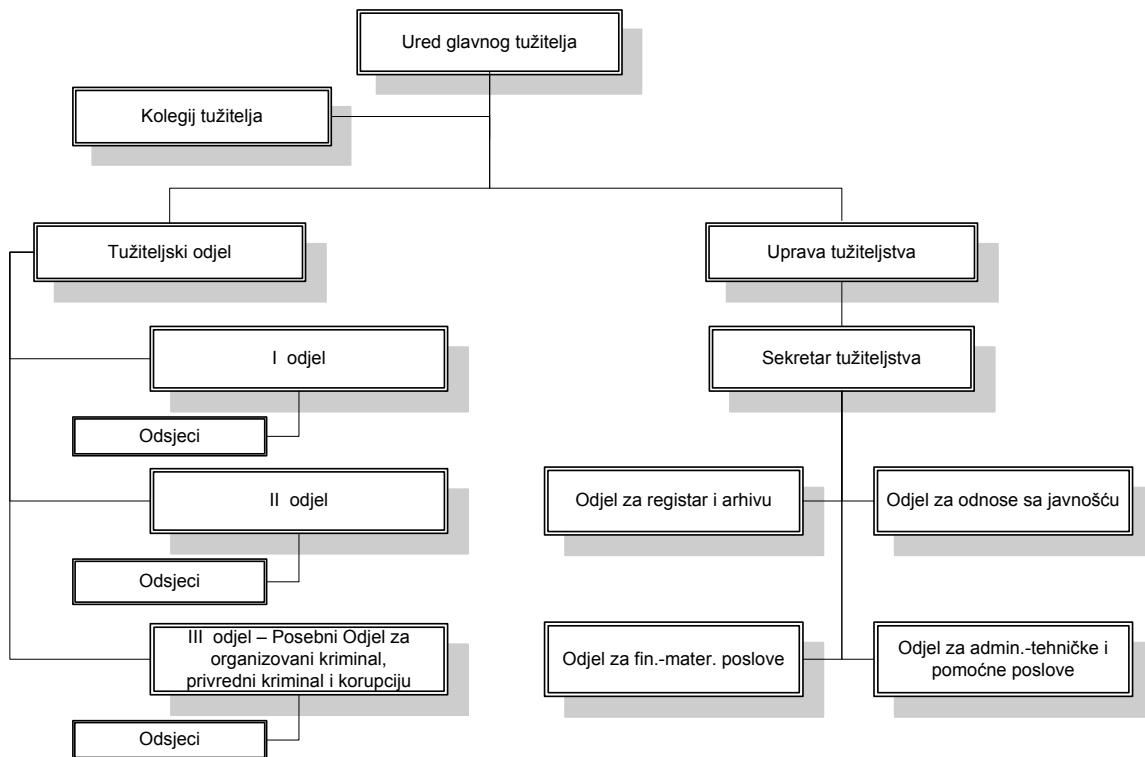 Ured glavnog tužitelja
Kolegij tužitelja
Tužiteljski odjel
Uprava tužiteljstva
I odjel
Sekretar tužiteljstva
Odsjeci
II odjel
Odjel za registar i arhivu
Odjel za odnose sa javnošću
Odsjeci
III odjel – Posebni Odjel za
organizovani kriminal,
privredni kriminal i korupciju
Odjel za fin.-mater. poslove
Odjel za admin.-tehničke i
pomoćne poslove
Odsjeci